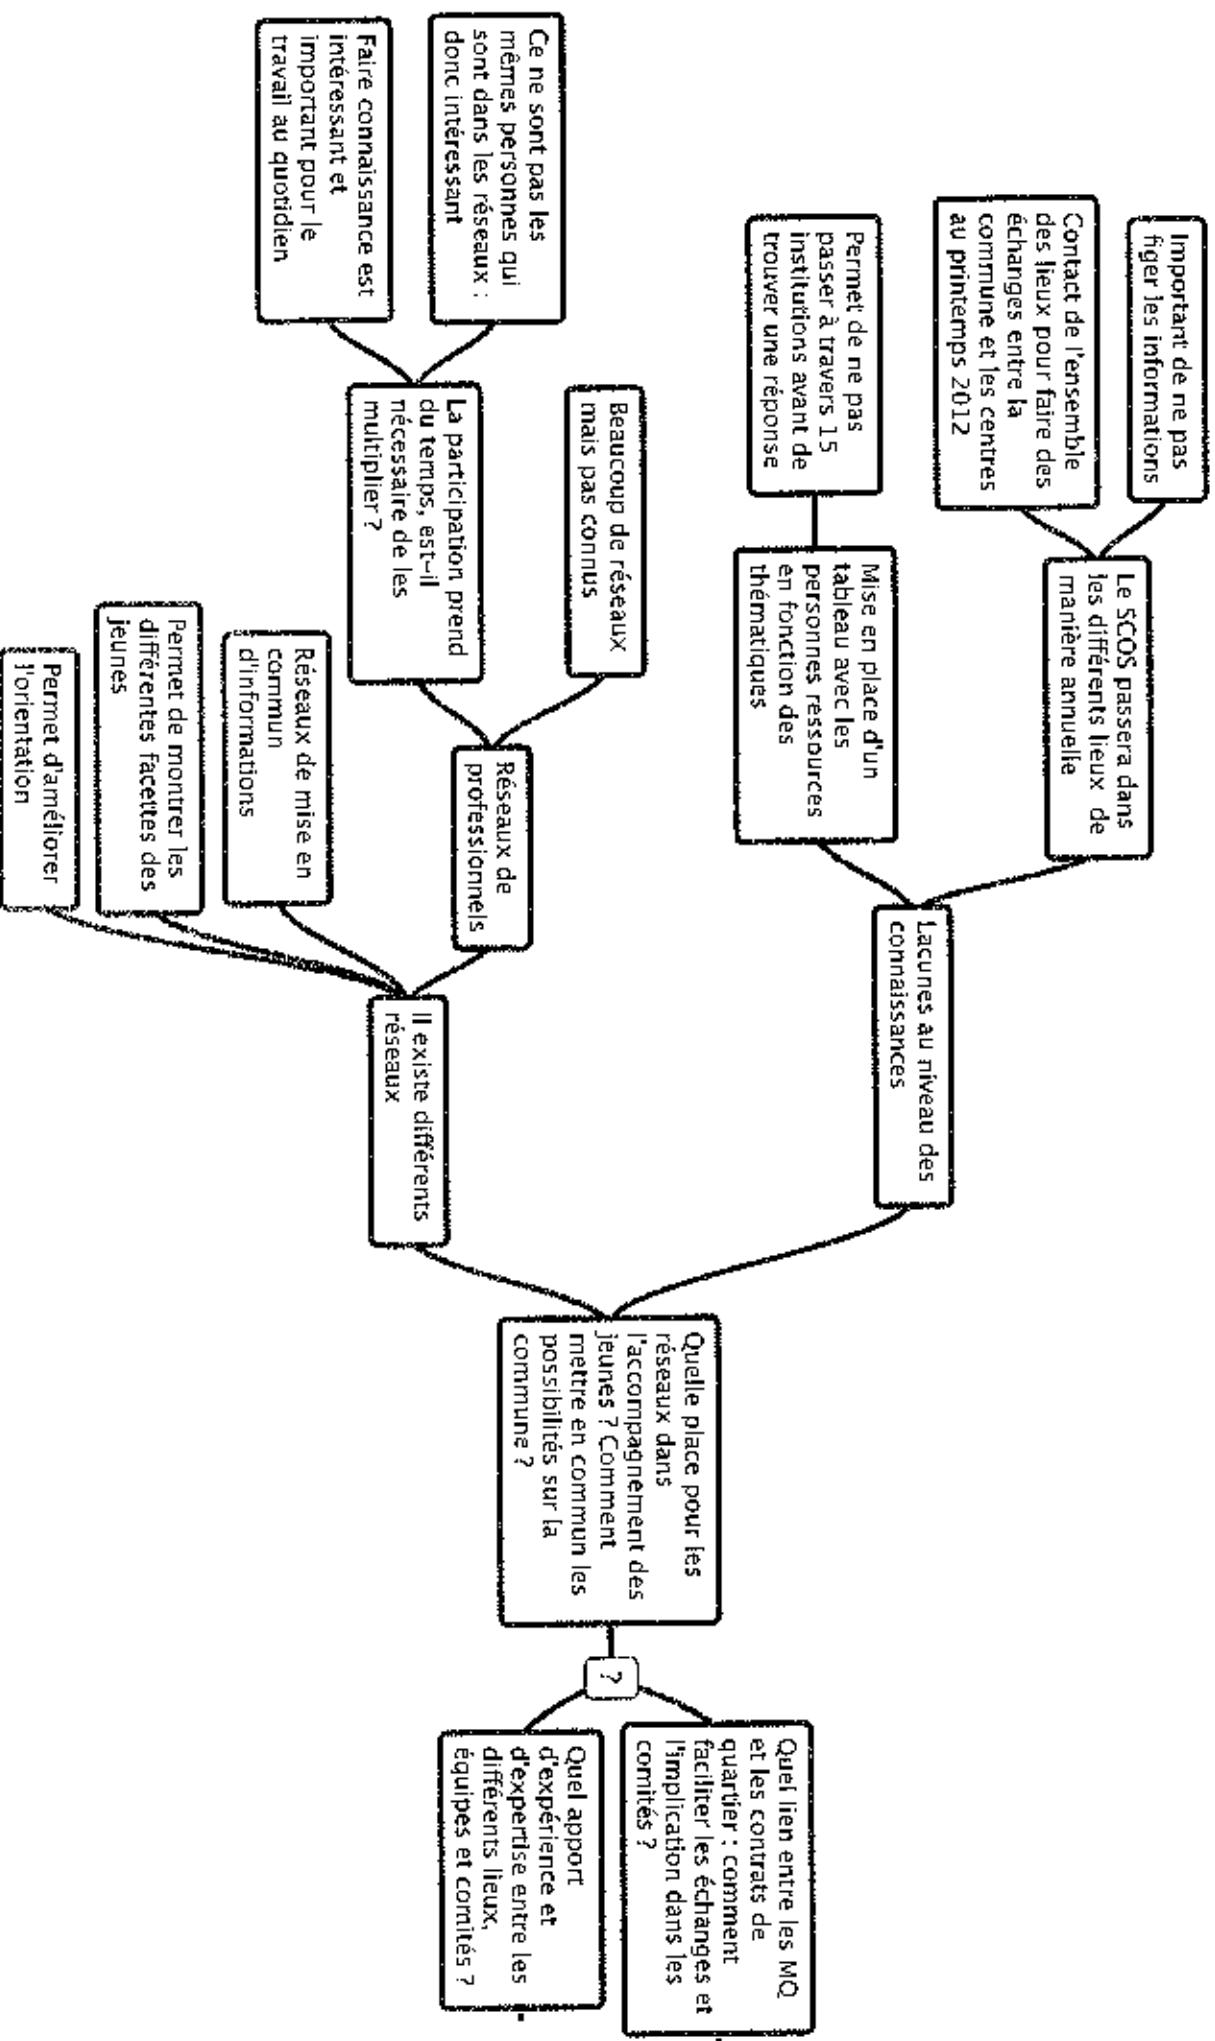 Important de ne pas
figer les informations
Contact de l'ensemble
des lieux pour faire des
échanges entre la
commune et les centres
au printemps 2012
Le SCOS passera dans
les différents lieux de
manière annuelle
Permet de ne pas
passer à travers 15
institutions avant de
trouver une réponse
Mise en place d'un
tableau avec les
personnes ressources
en fonction des
thématiques
Lacunes au niveau des
connaissances
Ce ne sont pas les
mêmes personnes qui
sont dans les réseaux :
donc intéressant
Faire connaissance est
intéressant et
important pour le
travail au quotidien
Beaucoup de réseaux
mais pas connus
La participation prend
du temps, est-il
nécessaire de les
multiplier ?
Réseaux de
professionnels
Réseaux de mise en
commun
d'informations
Permet de montrer les
différentes facettes des
jeunes
Permet d'améliorer
l'orientation
Il existe différents
réseaux
Quelle place pour les
réseaux dans
l'accompagnement des
jeunes ? Comment
mettre en commun les
possibilités sur la
commune ?
?
Quel lien entre les MQ
et les contrats de
quartier : comment
faciliter les échanges et
l'implication dans les
comités ?
Quel apport
d'expérience et
d'expertise entre les
différents lieux,
équipes et comités ?